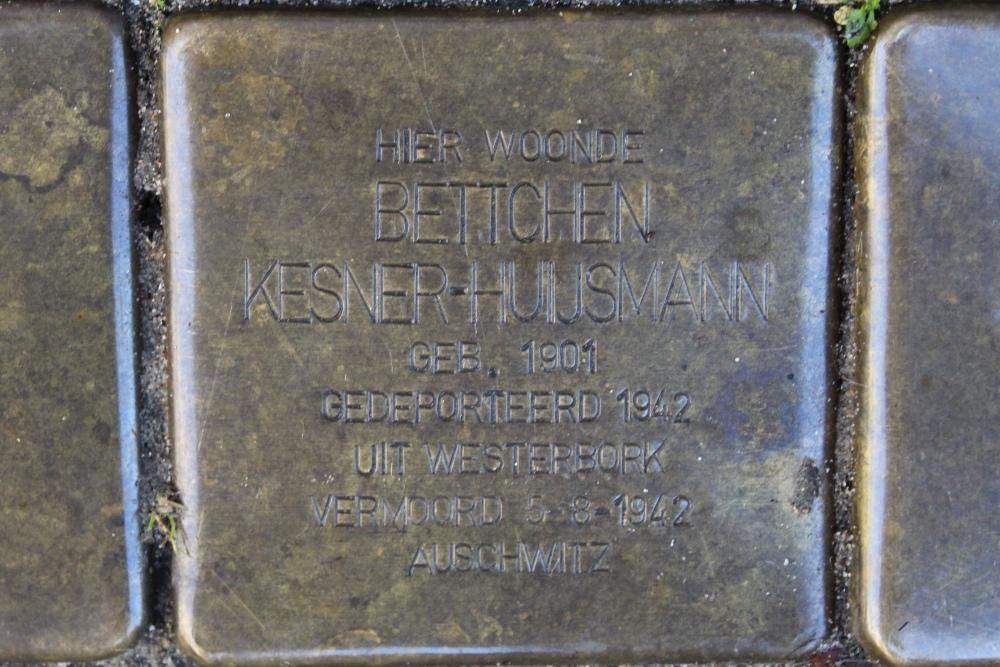 HIER WOONDE
BETTCHEN
KESNER-HUIJSMANN
GEB. 1901
GEDEPORTEERD 1942
UIT WESTERBORK
VERMOORD 5-8-1942
AUSCHWITZ